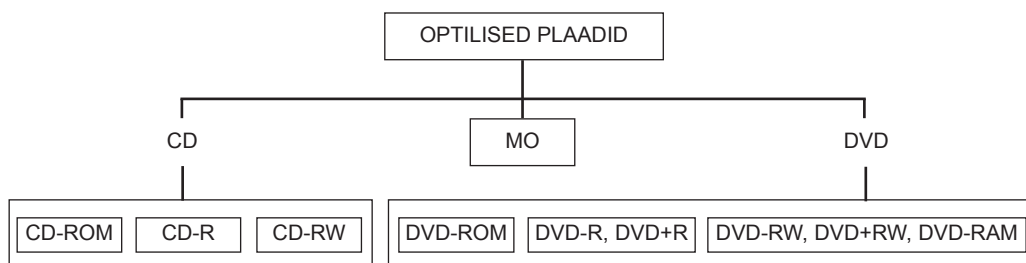 OPTILISED PLAADID
CD
MO
DVD
CD-ROM CD-R CD-RW DVD-ROM DVD-R, DVD+R DVD-RW, DVD+RW, DVD-RAM